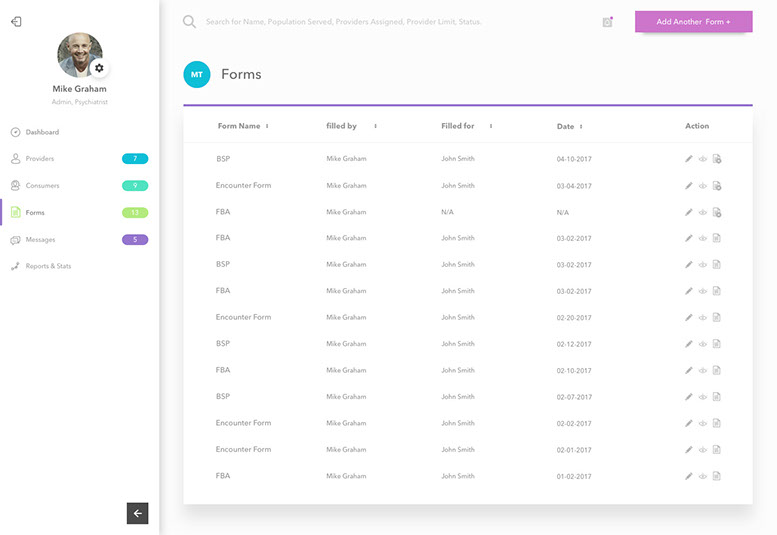 Search for Name, Population Served, Providers Assigned, Provider Limit, Status.
Add Another Form +
Mike Graham
Admin, Psychiatrist
Dashboard
Providers 7
Consumers 9
Forms 13
Messages 5
Reports & Stats
MT Forms
Form Name filled by Filled for Date Action
BSP Mike Graham John Smith 04-10-2017
Encounter Form Mike Graham John Smith 03-04-2017
FBA Mike Graham N/A N/A
FBA Mike Graham John Smith 03-02-2017
BSP Mike Graham John Smith 03-02-2017
FBA Mike Graham John Smith 03-02-2017
Encounter Form Mike Graham John Smith 02-20-2017
BSP Mike Graham John Smith 02-12-2017
FBA Mike Graham John Smith 02-10-2017
BSP Mike Graham John Smith 02-07-2017
Encounter Form Mike Graham John Smith 02-02-2017
Encounter Form Mike Graham John Smith 02-01-2017
FBA Mike Graham John Smith 01-02-2017